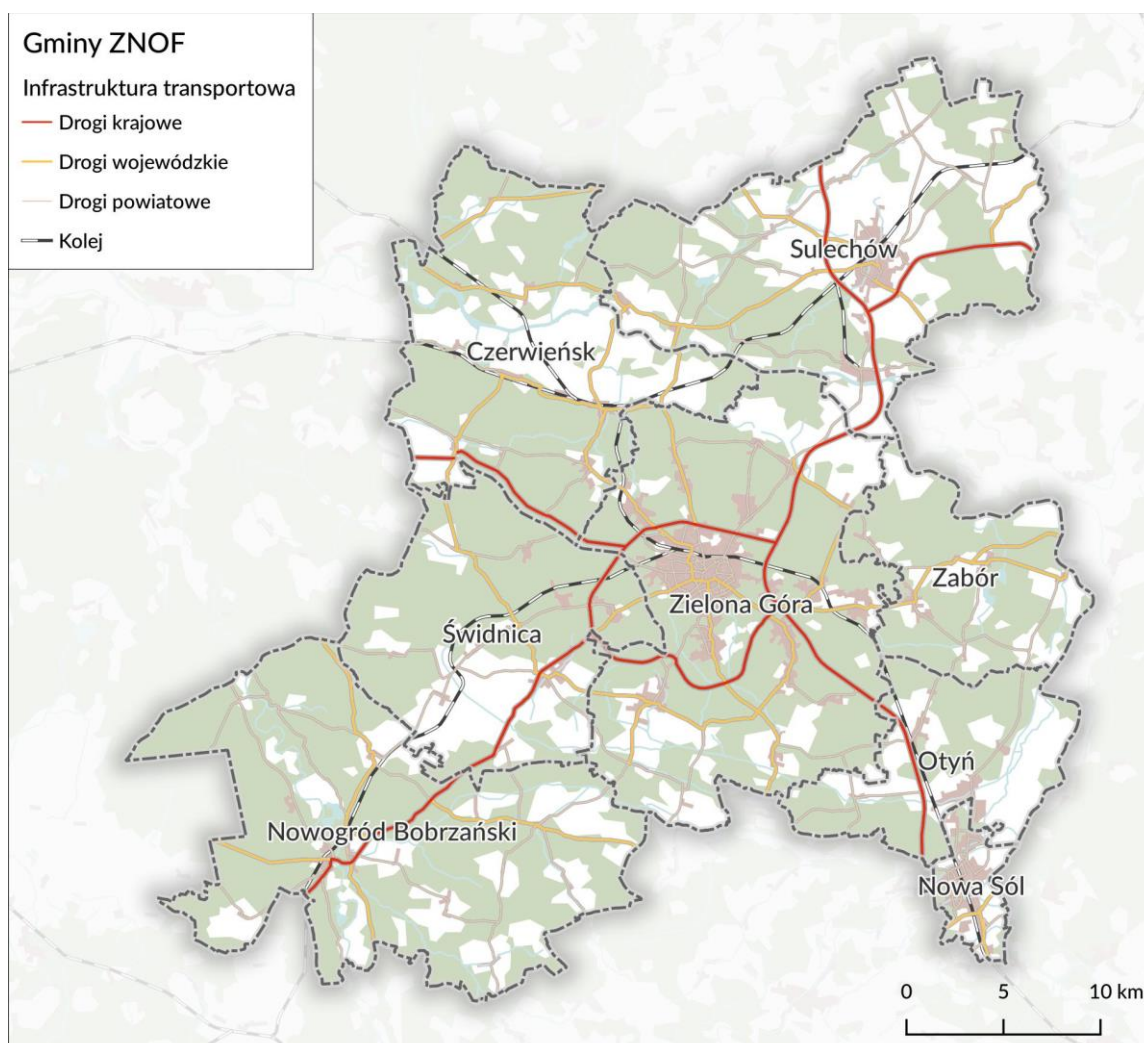 Gminy ZNOF
Infrastruktura transportowa
Drogi krajowe
Drogi wojewódzkie
Drogi powiatowe
Kolej
Sulechów
Czerwieńsk
Zabór
Zielona Góra
Świdnica
Otyń
Nowogród Bobrzański
Nowa Sól
0 5 10 km